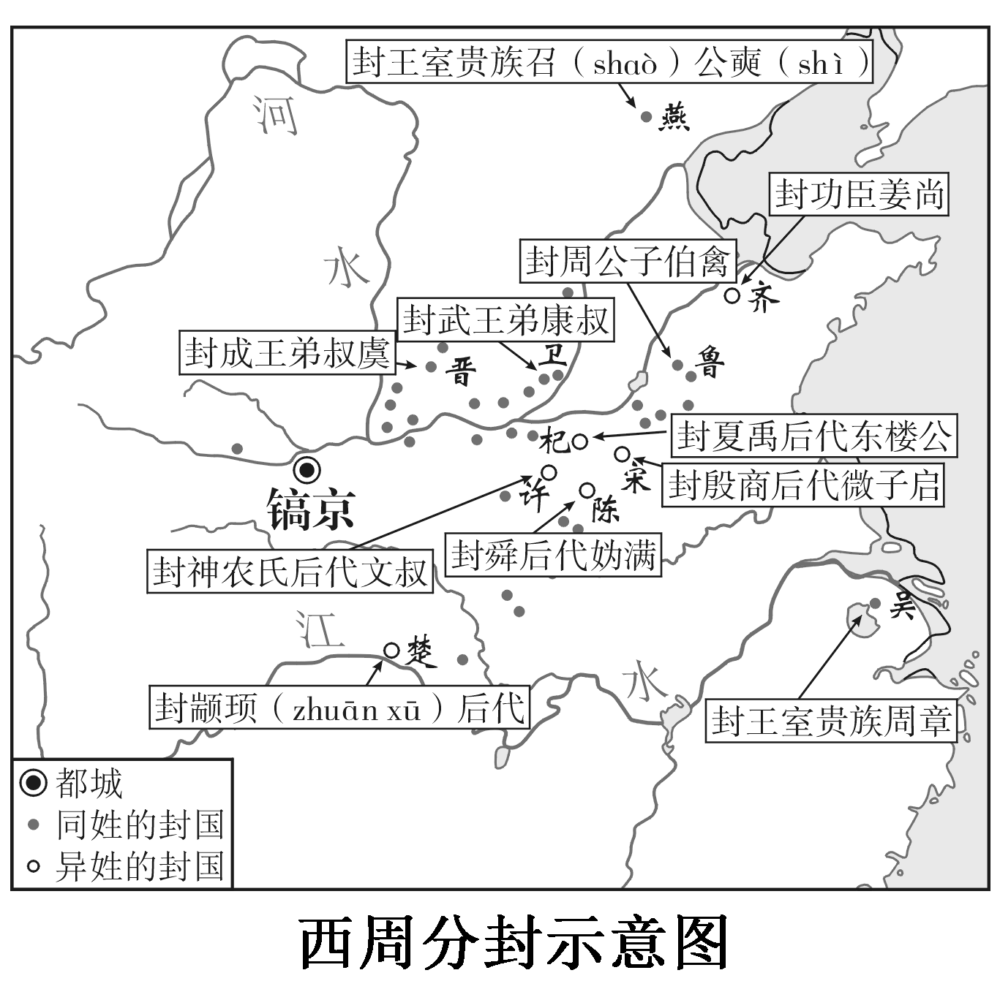 封王室贵族召（shaò）公奭（shì）
燕
河
封功臣姜尚
水
封周公子伯禽
齐
封武王弟康叔
封成王弟叔虞
晋
卫
鲁
杞
封夏禹后代东楼公
宋
封殷商后代微子启
镐京
许
陈
封神农氏后代文叔
封舜后代妫满
江
楚
吴
水
封颛顼（zhuān xū）后代
封王室贵族周章
都城
同姓的封国
异姓的封国
西周分封示意图